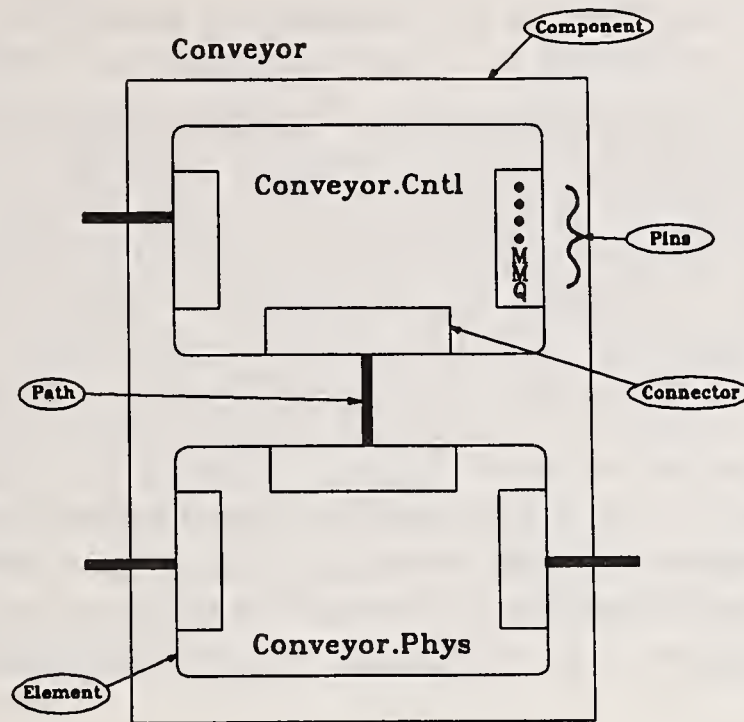 Component
Conveyor
Conveyor.Cntl
M
M
Q
Pins
Path
Connector
Conveyor.Phys
Element